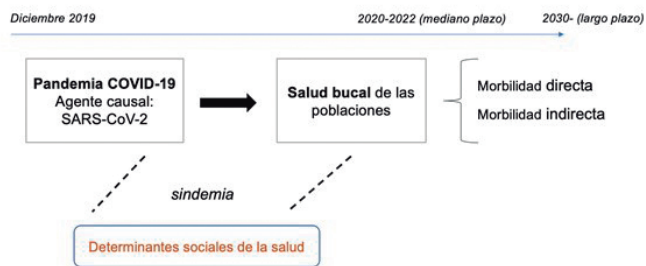 Diciembre 2019
2020-2022 (mediano plazo)
2030- (largo plazo)
Pandemia COVID-19
Agente causal:
SARS-CoV-2
Salud bucal de las
poblaciones
Morbilidad directa
Morbilidad indirecta
sindemia
Determinantes sociales de la salud